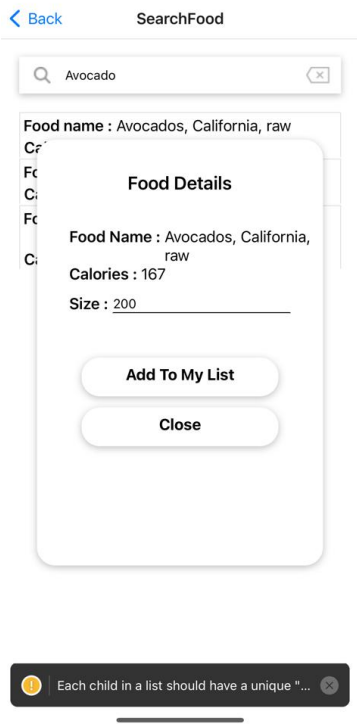 Back SearchFood
Avocado
Food name : Avocados, California, raw
Food Details
Food Name : Avocados, California,
raw
Calories : 167
Size : 200
Add To My List
Close
Each child in a list should have a unique "...